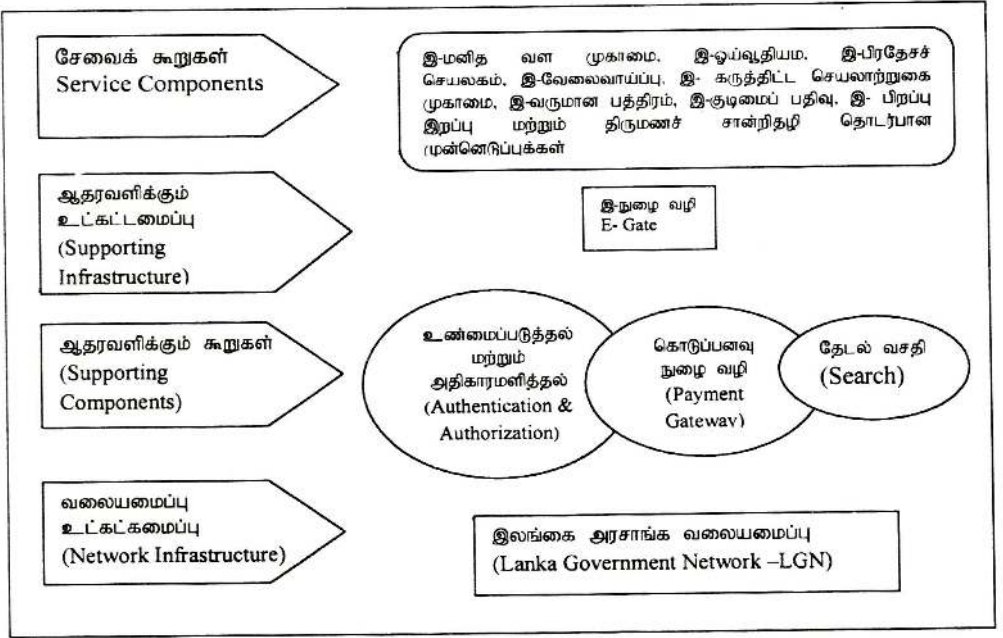 சேவைக் கூறுகள்
Service Components
இ-மனித வள முகாமை, இ-ஓய்வூதியம, இ-பிரதேசச்
செயலகம், இ-வேலைவாய்ப்பு, இ- கருத்திட்ட செயலாற்றுகை
முகாமை, இ-வருமான பத்திரம், இ-குடிமைப் பதிவு, இ- பிறப்பு
இறப்பு மற்றும் திருமணச் சான்றிதழி தொடர்பான
முன்னெடுப்புக்கள்
ஆதரவளிக்கும்
உட்கட்டமைப்பு
(Supporting
Infrastructure)
இ-நுழை வழி
E- Gate
ஆதரவளிக்கும் கூறுகள்
(Supporting
Components)
உண்மைப்படுத்தல்
மற்றும்
அதிகாரமளித்தல்
(Authentication &
Authorization)
கொடுப்பனவு
நுழை வழி
(Payment
Gateway)
தேடல் வசதி
(Search)
வலையமைப்பு
உட்கட்கமைப்பு
(Network Infrastructure)
இலங்கை அரசாங்க வலையமைப்பு
(Lanka Government Network –LGN)